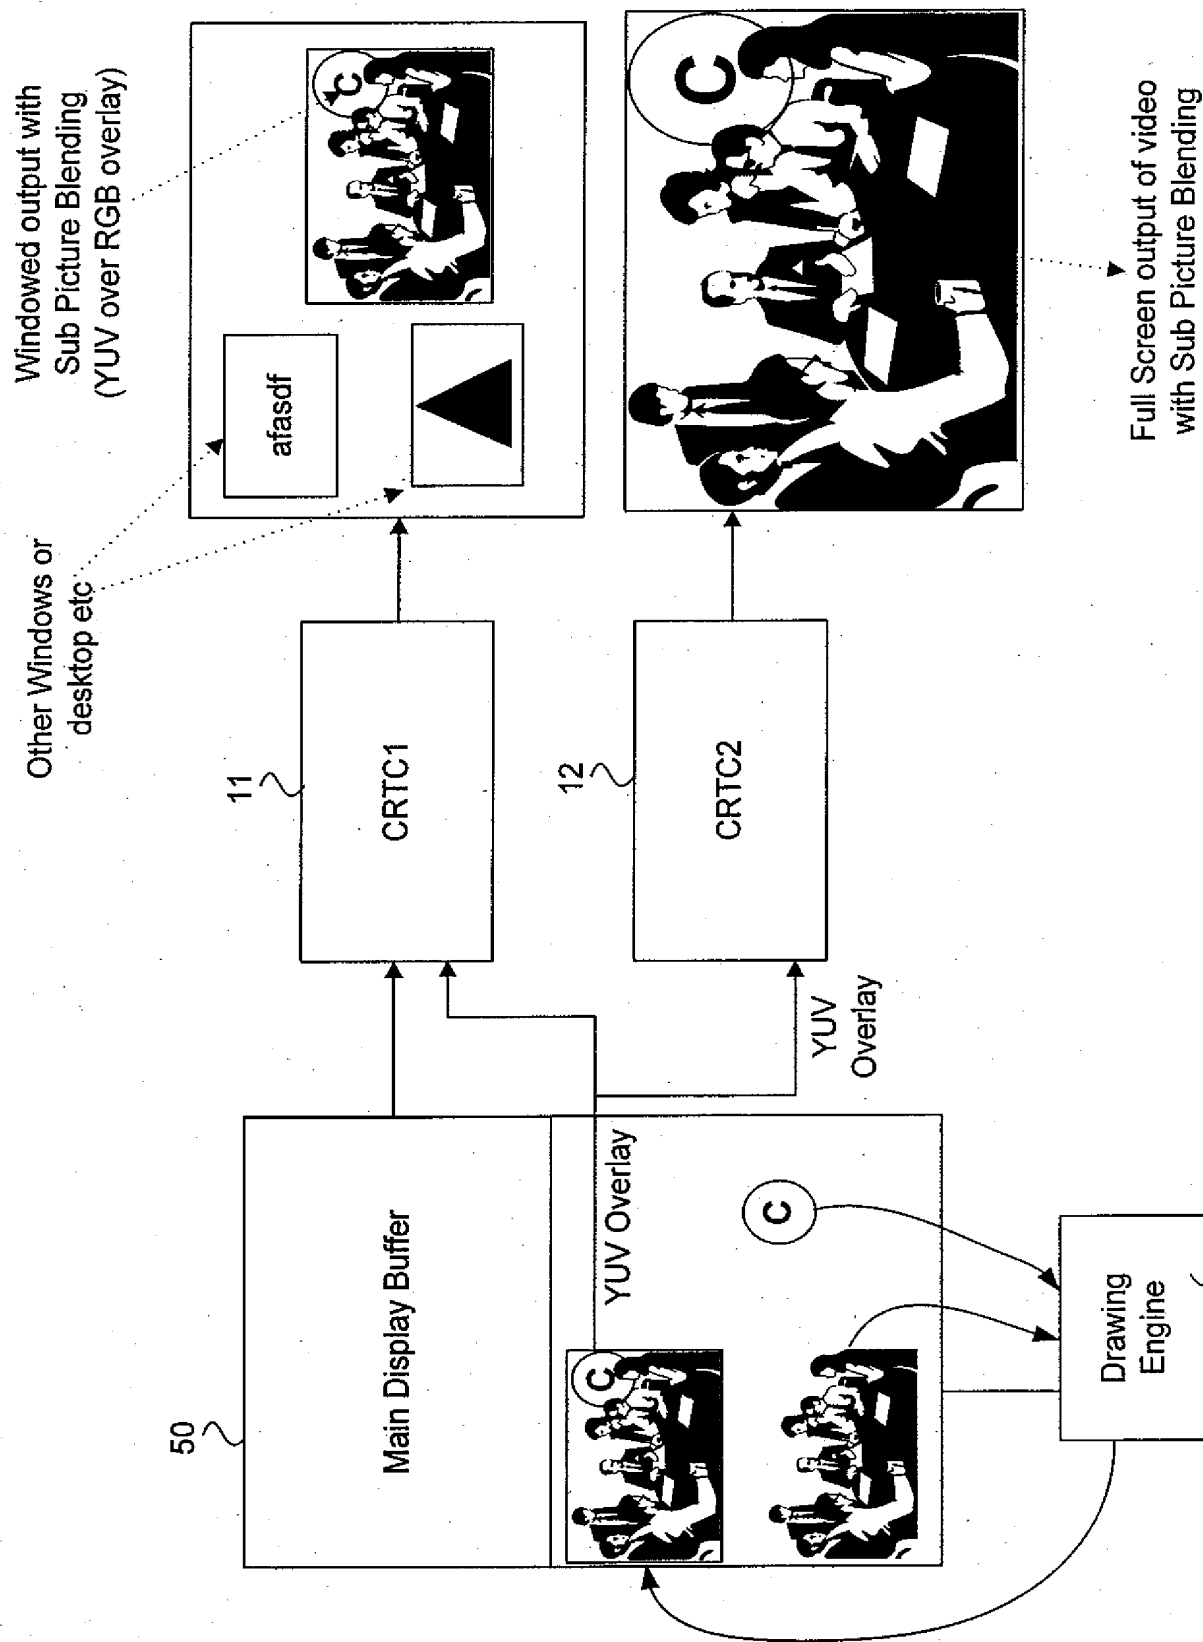 Other Windows or
desktop etc
Windowed output with
Sub Picture Blending
(YUV over RGB overlay)
50
Main Display Buffer
11
CRTC1
afasdf
C
YUV Overlay
C
C
YUV
Overlay
12
CRTC2
C
Drawing
Engine
Full Screen output of video
with Sub Picture Blending